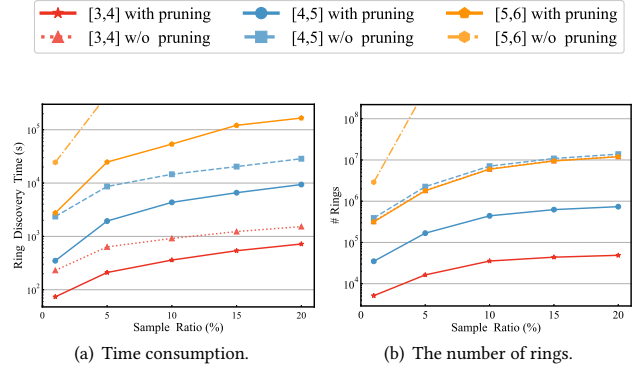 [3,4] with pruning [4,5] with pruning [5,6] with pruning
[3,4] w/o pruning [4,5] w/o pruning [5,6] w/o pruning
Ring Discovery Time (s)
10^5
10^4
10^3
10^2
0 5 10 15 20
Sample Ratio (%)
# Rings
10^8
10^7
10^6
10^5
10^4
0 5 10 15 20
Sample Ratio (%)
(a) Time consumption.
(b) The number of rings.